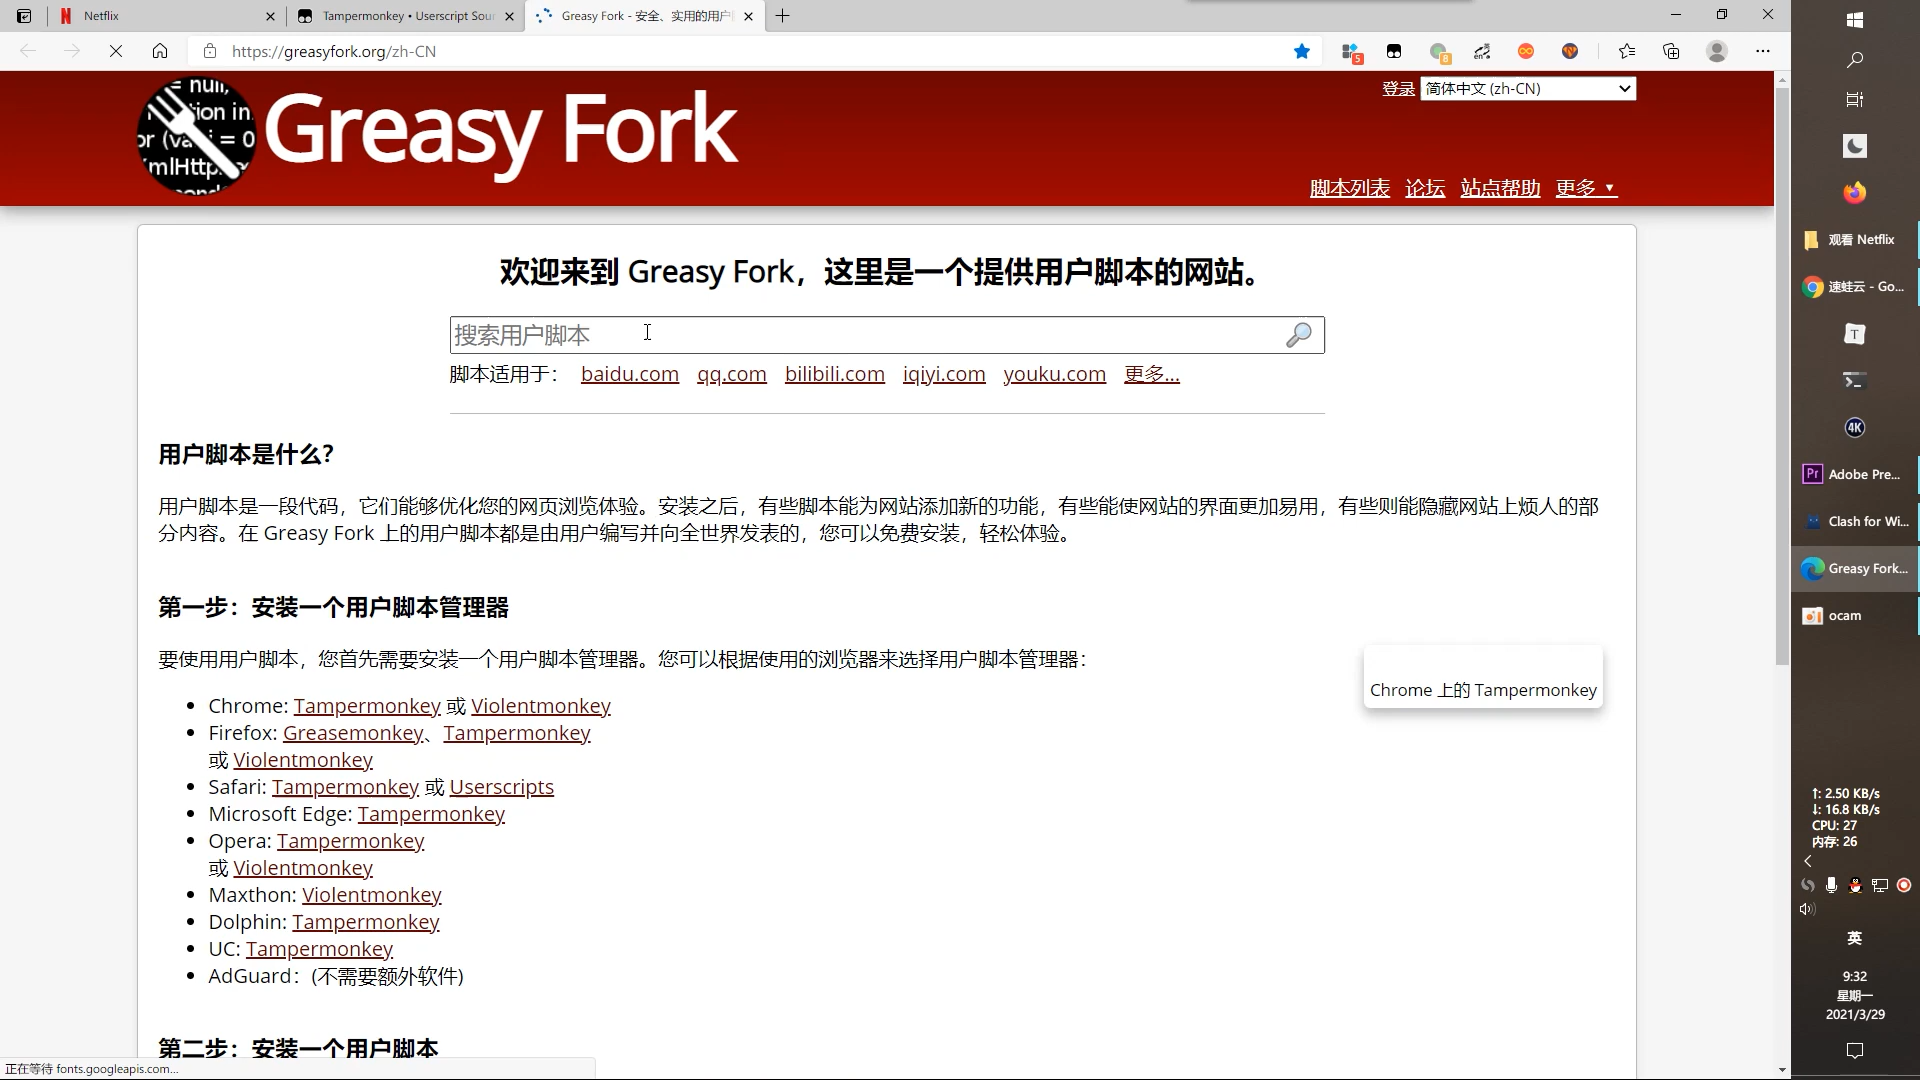 Netflix
Tampermonkey • Userscript Sour
Greasy Fork - 安全、实用的用户
https://greasyfork.org/zh-CN
5
8
en
= null,
tion in
or (va i = 0
mlHttp
Greasy Fork
登录 简体中文 (zh-CN)
脚本列表 论坛 站点帮助 更多 ▼
欢迎来到 Greasy Fork，这里是一个提供用户脚本的网站。
搜索用户脚本
脚本适用于： baidu.com qq.com bilibili.com iqiyi.com youku.com 更多...
用户脚本是什么?
用户脚本是一段代码，它们能够优化您的网页浏览体验。安装之后，有些脚本能为网站添加新的功能，有些能使网站的界面更加易用，有些则能隐藏网站上烦人的部
分内容。在 Greasy Fork 上的用户脚本都是由用户编写并向全世界发表的，您可以免费安装，轻松体验。
第一步：安装一个用户脚本管理器
要使用用户脚本，您首先需要安装一个用户脚本管理器。您可以根据使用的浏览器来选择用户脚本管理器：
Chrome 上的 Tampermonkey
• Chrome: Tampermonkey 或 Violentmonkey
• Firefox: Greasemonkey、Tampermonkey
或 Violentmonkey
• Safari: Tampermonkey 或 Userscripts
• Microsoft Edge: Tampermonkey
• Opera: Tampermonkey
或 Violentmonkey
• Maxthon: Violentmonkey
• Dolphin: Tampermonkey
• UC: Tampermonkey
• AdGuard：(不需要额外软件)
第二步：安装一个用户脚本
正在等待 fonts.googleapis.com...
观看 Netflix
速蛙云 - Go...
T
4K
Pr Adobe Pre...
Clash for Wi...
Greasy Fork...
ocam
↑: 2.50 KB/s
↓: 16.8 KB/s
CPU: 27
内存: 26
英
9:32
星期一
2021/3/29